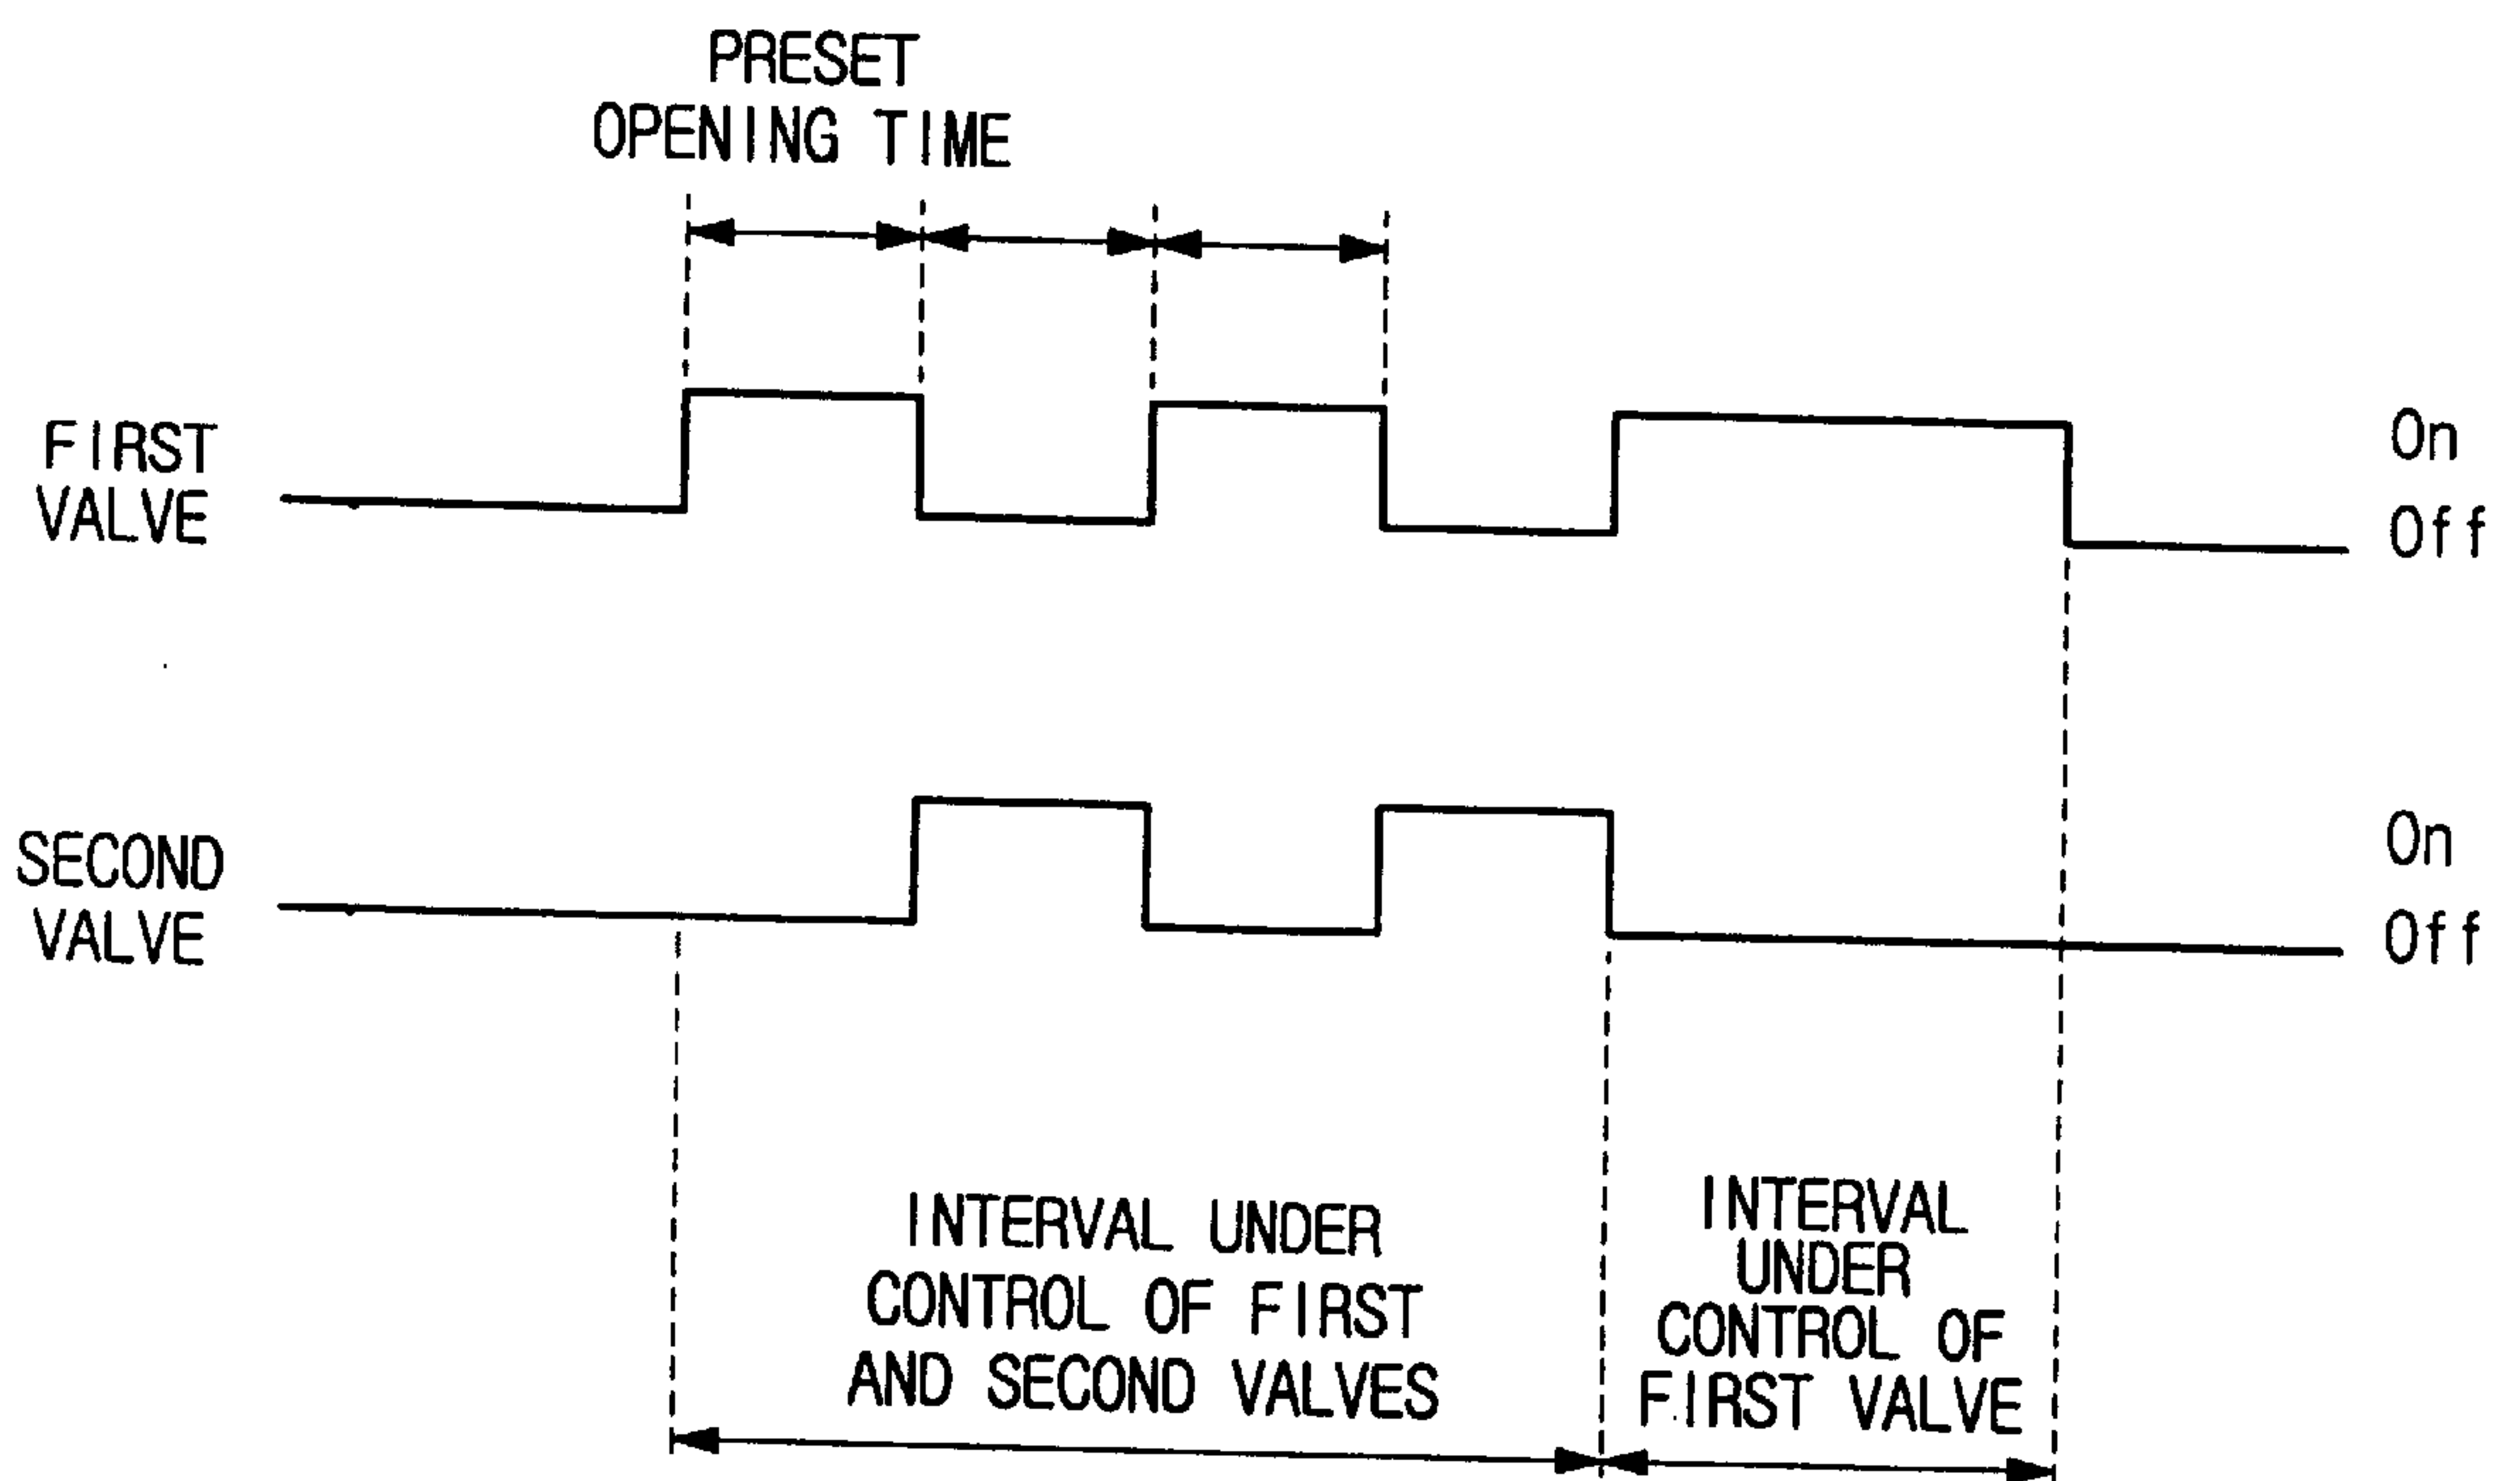 PRESET
OPENING TIME
FIRST
VALVE
On
Off
SECOND
VALVE
On
Off
INTERVAL UNDER
CONTROL OF FIRST
AND SECOND VALVES
INTERVAL
UNDER
CONTROL OF
FIRST VALVE